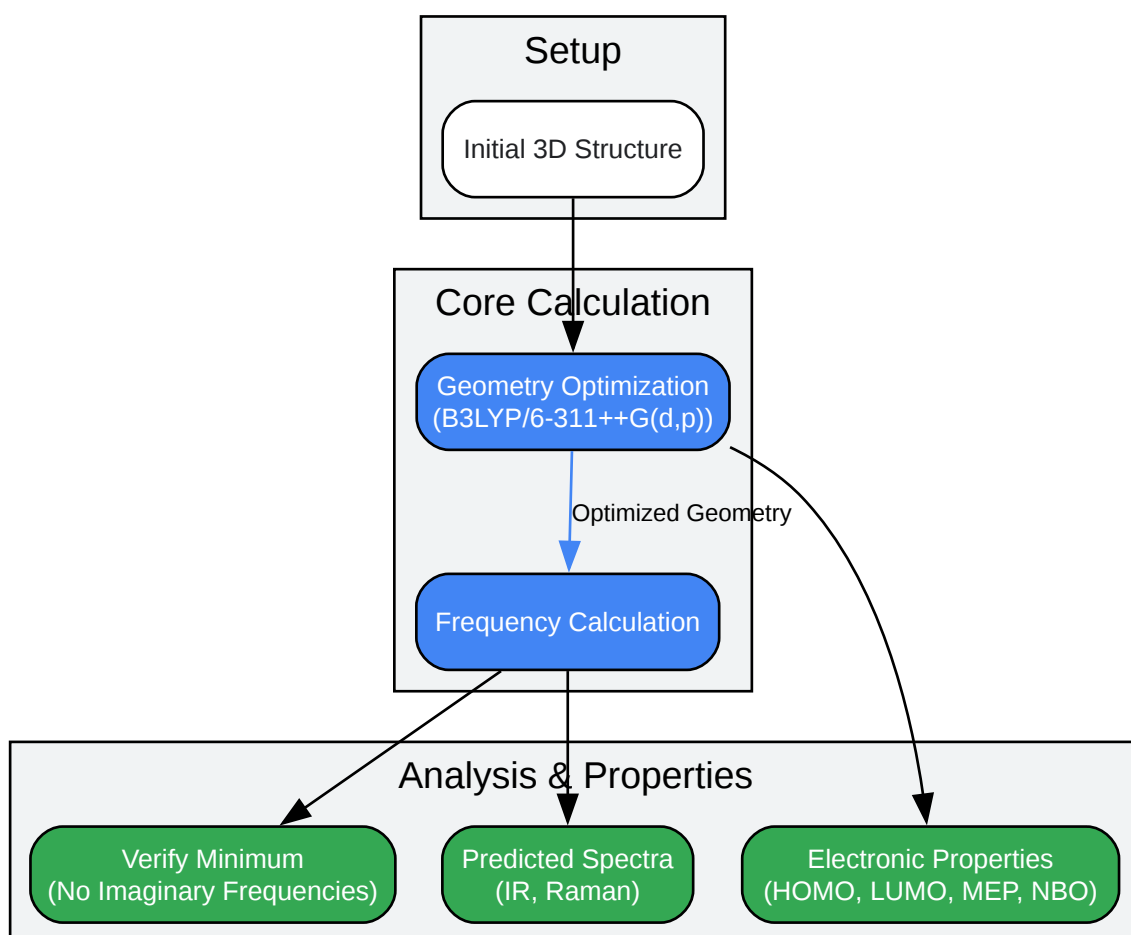 Setup
Initial 3D Structure
Core Calculation
Geometry Optimization
(B3LYP/6-311++G(d,p))
Optimized Geometry
Frequency Calculation
Analysis & Properties
Verify Minimum
(No Imaginary Frequencies)
Predicted Spectra
(IR, Raman)
Electronic Properties
(HOMO, LUMO, MEP, NBO)